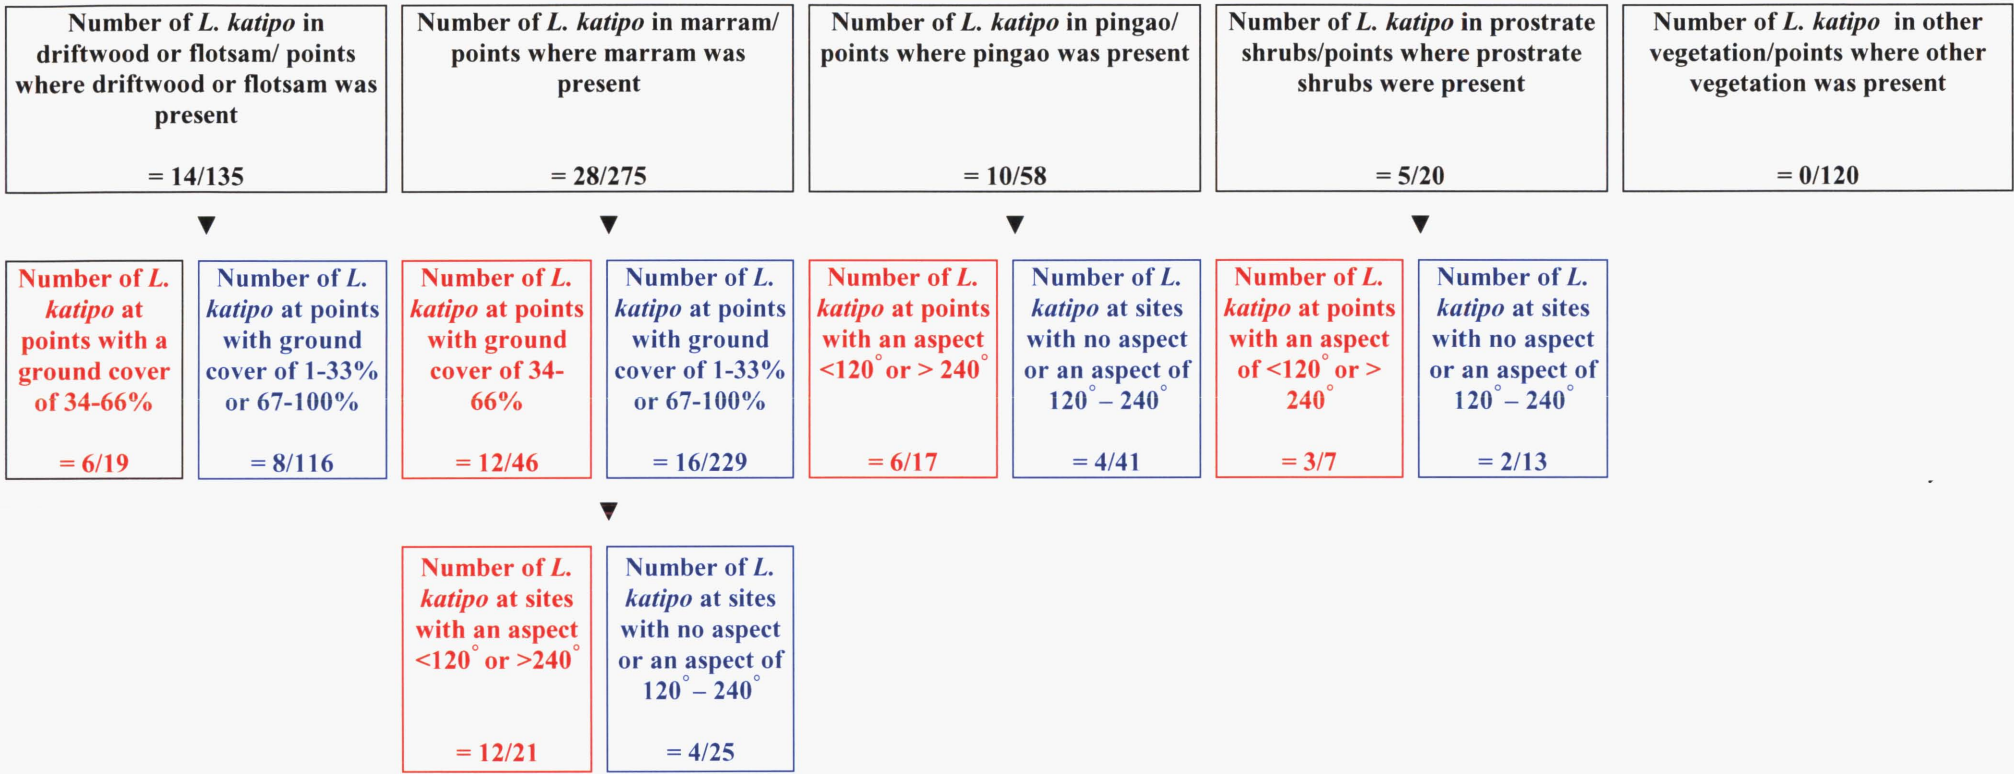 Number of L. katipo in
driftwood or flotsam/ points
where driftwood or flotsam was
present
= 14/135
Number of L. katipo in marram/
points where marram was
present
= 28/275
Number of L. katipo in pingao/
points where pingao was present
= 10/58
Number of L. katipo in prostrate
shrubs/points where prostrate
shrubs were present
= 5/20
Number of L. katipo in other
vegetation/points where other
vegetation was present
= 0/120
Number of L.
katipo at
points with a
ground cover
of 34-66%
= 6/19
Number of L.
katipo at points
with ground
cover of 1-33%
or 67-100%
= 8/116
Number of L.
katipo at points
with ground
cover of 34-
66%
= 12/46
Number of L.
katipo at points
with ground
cover of 1-33%
or 67-100%
= 16/229
Number of L.
katipo at points
with an aspect
<120° or > 240°
= 6/17
Number of L.
katipo at sites
with no aspect
or an aspect of
120° – 240°
= 4/41
Number of L.
katipo at points
with an aspect
of <120° or >
240°
= 3/7
Number of L.
katipo at sites
with no aspect
or an aspect of
120° – 240°
= 2/13
Number of L.
katipo at sites
with an aspect
<120° or >240°
= 12/21
Number of L.
katipo at sites
with no aspect
or an aspect of
120° – 240°
= 4/25